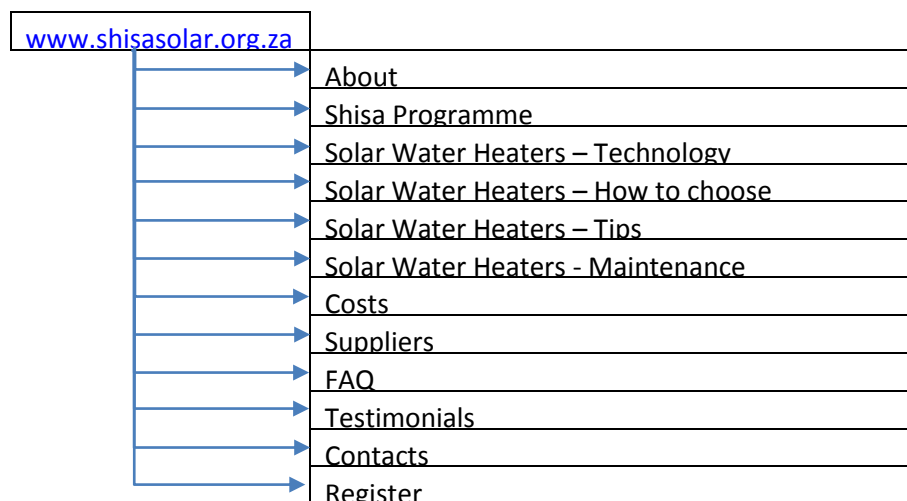 www.shisasolar.org.za
About
Shisa Programme
Solar Water Heaters – Technology
Solar Water Heaters – How to choose
Solar Water Heaters – Tips
Solar Water Heaters - Maintenance
Costs
Suppliers
FAQ
Testimonials
Contacts
Register